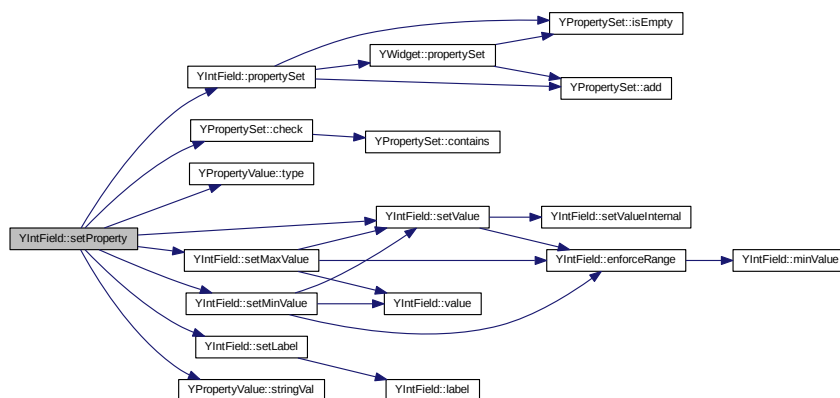 YPropertySet::isEmpty
YWidget::propertySet
YIntField::propertySet
YPropertySet::add
YPropertySet::check
YPropertySet::contains
YPropertyValue::type
YIntField::setValue
YIntField::setValueInternal
YIntField::setProperty
YIntField::setMaxValue
YIntField::enforceRange
YIntField::minValue
YIntField::setMinValue
YIntField::value
YIntField::setLabel
YPropertyValue::stringVal
YIntField::label